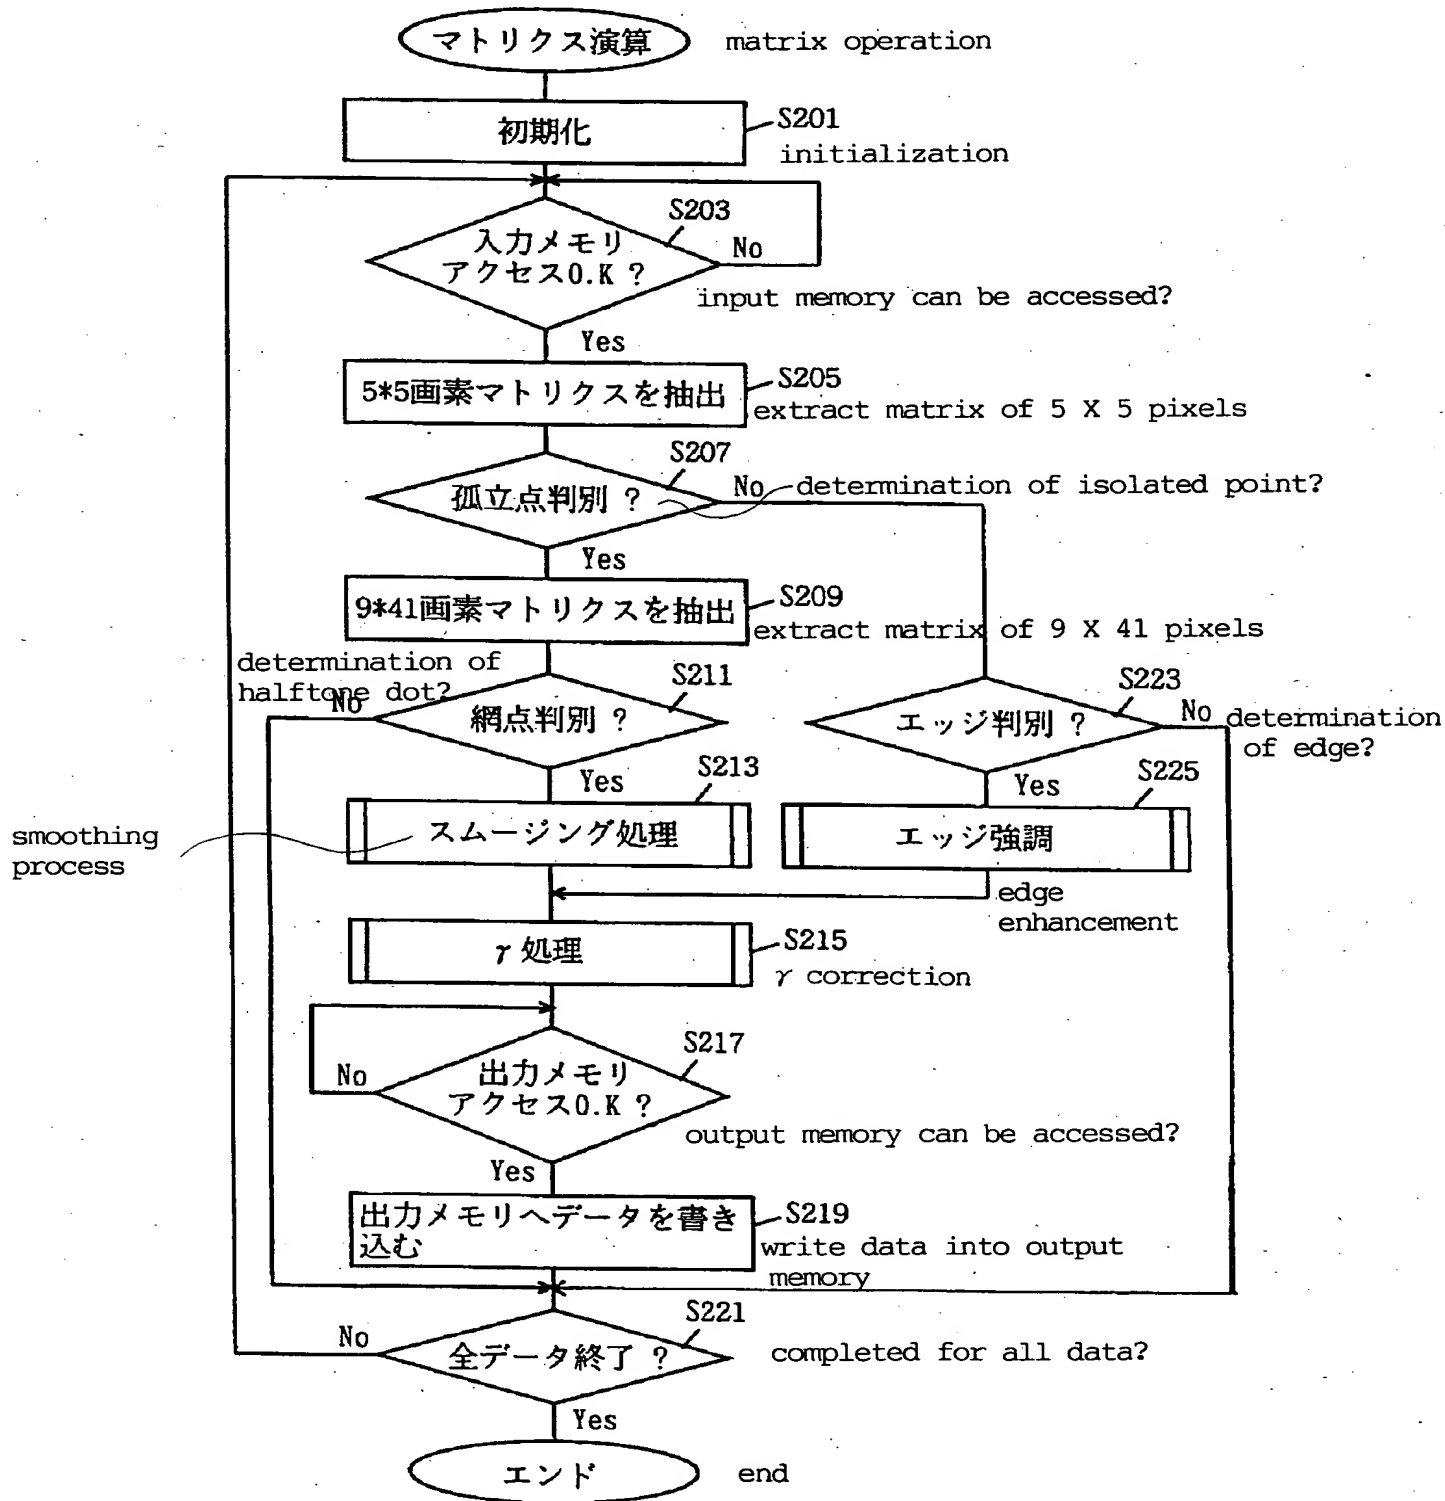 マトリクス演算
matrix operation
初期化
S201
initialization
S203
入力メモリ
アクセスO.K ?
No
input memory can be accessed?
Yes
5*5画素マトリクスを抽出
S205
extract matrix of 5 X 5 pixels
S207
孤立点判別 ?
No
determination of isolated point?
Yes
9*41画素マトリクスを抽出
S209
extract matrix of 9 X 41 pixels
determination of
halftone dot?
No
S211
網点判別 ?
S223
エッジ判別 ?
No
determination
of edge?
Yes
S213
Yes
S225
smoothing
process
スムージング処理
エッジ強調
edge
enhancement
γ 処理
S215
γ correction
S217
出力メモリ
アクセスO.K ?
No
output memory can be accessed?
Yes
出力メモリへデータを書き
込む
S219
write data into output
memory
S221
No
全データ終了 ?
completed for all data?
Yes
エンド
end